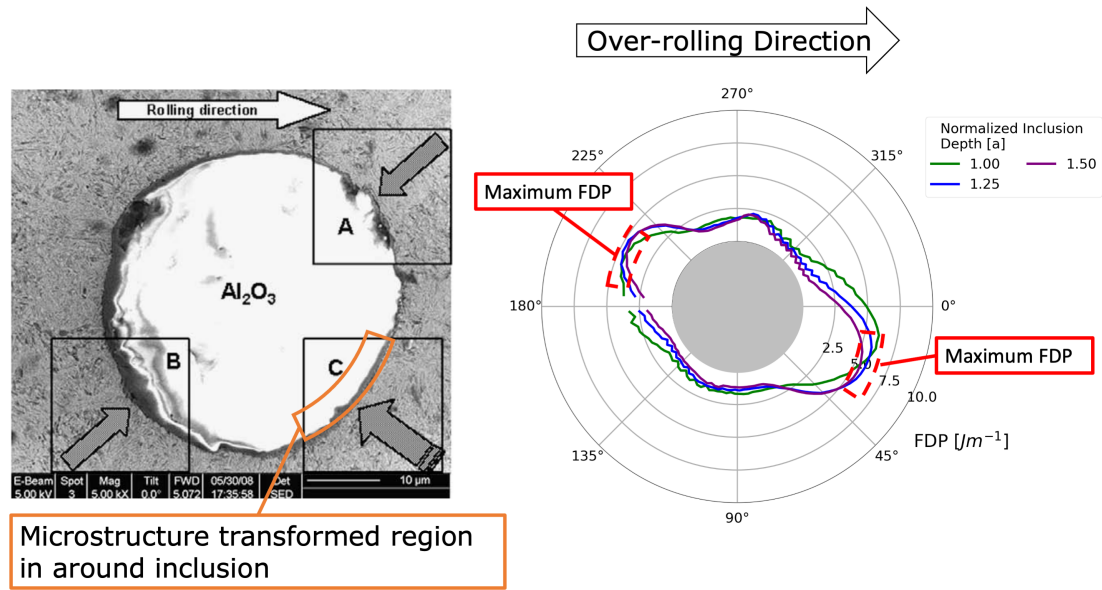 Over-rolling Direction
Rolling direction
A
Al₂O₃
B
C
E-Beam Spot Mag Tilt FWD 05/30/08 Det
5.00 kV 3 5.00 kX 0.0° 5.072 17:35:58 SED
10 µm
Microstructure transformed region
in around inclusion
270°
225°
315°
180°
0°
135°
45°
90°
2.5
5.0
7.5
10.0
FDP [Jm⁻¹]
Maximum FDP
Maximum FDP
Normalized Inclusion
Depth [a]
1.00
1.25
1.50